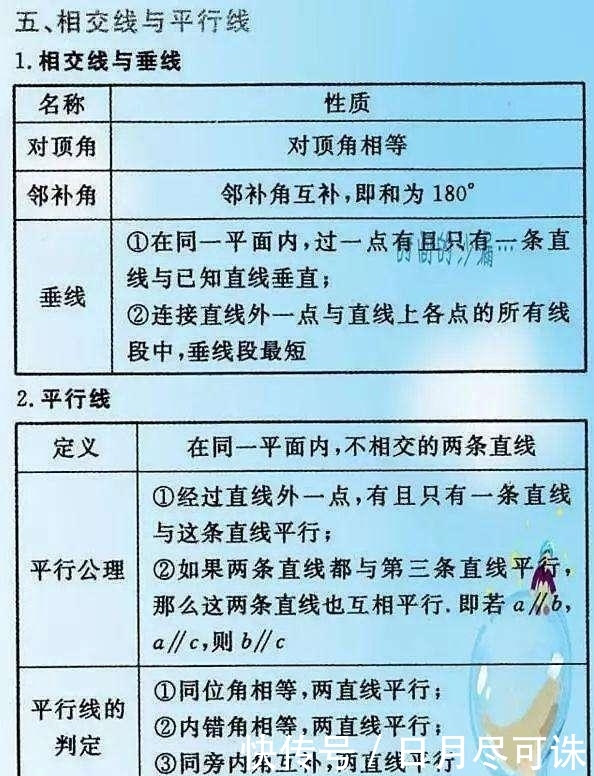 五、相交线与平行线
1.相交线与垂线
名称 性质
对顶角 对顶角相等
邻补角 邻补角互补,即和为 180°
垂线 ①在同一平面内,过一点有且只有一条直
线与已知直线垂直;
②连接直线外一点与直线上各点的所有线
段中,垂线段最短
时间的沙漏…
2.平行线
定义 在同一平面内,不相交的两条直线
平行公理 ①经过直线外一点,有且只有一条直线
与这条直线平行;
②如果两条直线都与第三条直线平行,
那么这两条直线也互相平行.即若 a∥b,
a∥c,则 b∥c
平行线的
判定 ①同位角相等,两直线平行;
②内错角相等,两直线平行;
③同旁内角互补,两直线平行
快传号 / 日月尽可诛